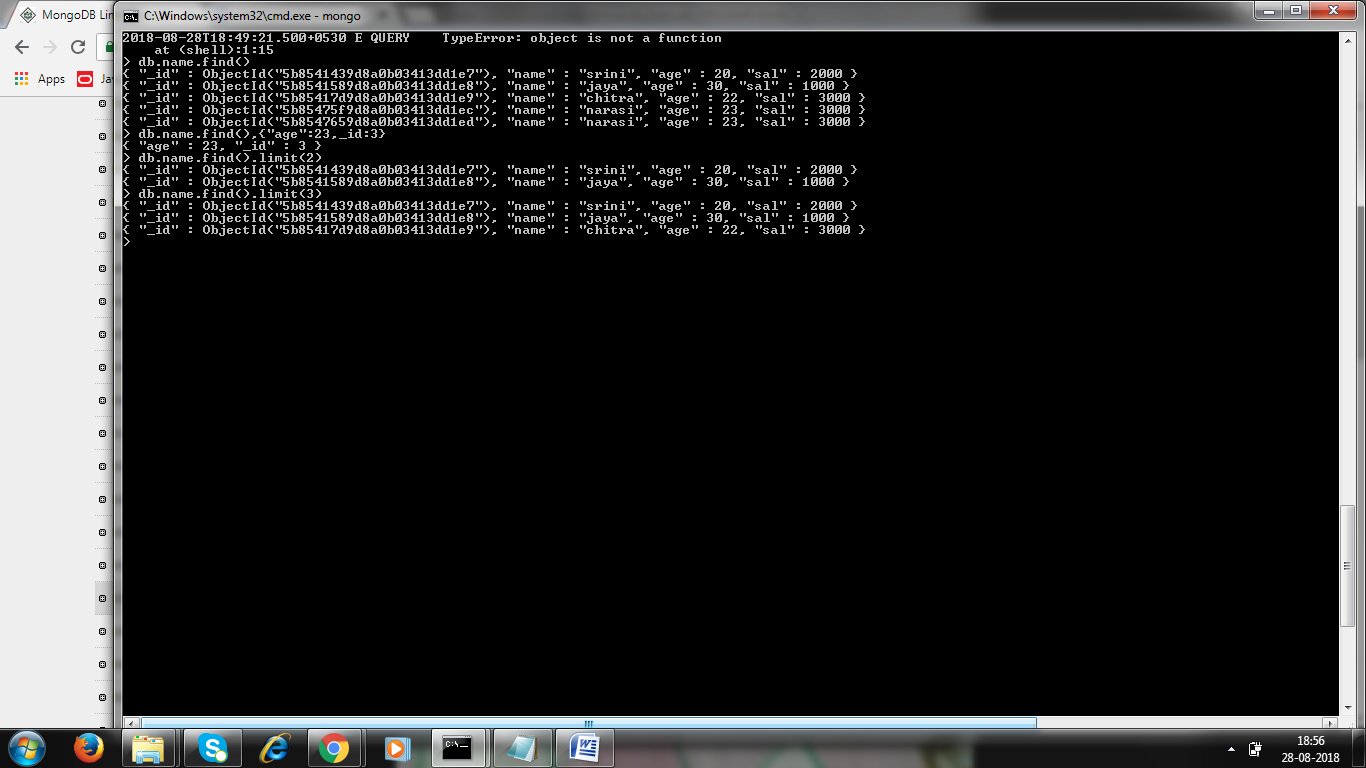 MongoDB Lin
C:\Windows\system32\cmd.exe - mongo
Apps
Ja
2018-08-28T18:49:21.500+0530 E QUERY    TypeError: object is not a function
    at (shell):1:15
> db.name.find()
{ "_id" : ObjectId("5b8541439d8a0b03413dd1e7"), "name" : "srini", "age" : 20, "sal" : 2000 }
{ "_id" : ObjectId("5b8541589d8a0b03413dd1e8"), "name" : "jaya", "age" : 30, "sal" : 1000 }
{ "_id" : ObjectId("5b85417d9d8a0b03413dd1e9"), "name" : "chitra", "age" : 22, "sal" : 3000 }
{ "_id" : ObjectId("5b85475f9d8a0b03413dd1ec"), "name" : "narasi", "age" : 23, "sal" : 3000 }
{ "_id" : ObjectId("5b8547659d8a0b03413dd1ed"), "name" : "narasi", "age" : 23, "sal" : 3000 }
> db.name.find(),{"age":23,_id:3}
{ "age" : 23, "_id" : 3 }
> db.name.find().limit(2)
{ "_id" : ObjectId("5b8541439d8a0b03413dd1e7"), "name" : "srini", "age" : 20, "sal" : 2000 }
{ "_id" : ObjectId("5b8541589d8a0b03413dd1e8"), "name" : "jaya", "age" : 30, "sal" : 1000 }
> db.name.find().limit(3)
{ "_id" : ObjectId("5b8541439d8a0b03413dd1e7"), "name" : "srini", "age" : 20, "sal" : 2000 }
{ "_id" : ObjectId("5b8541589d8a0b03413dd1e8"), "name" : "jaya", "age" : 30, "sal" : 1000 }
{ "_id" : ObjectId("5b85417d9d8a0b03413dd1e9"), "name" : "chitra", "age" : 22, "sal" : 3000 }
>
18:56
28-08-2018